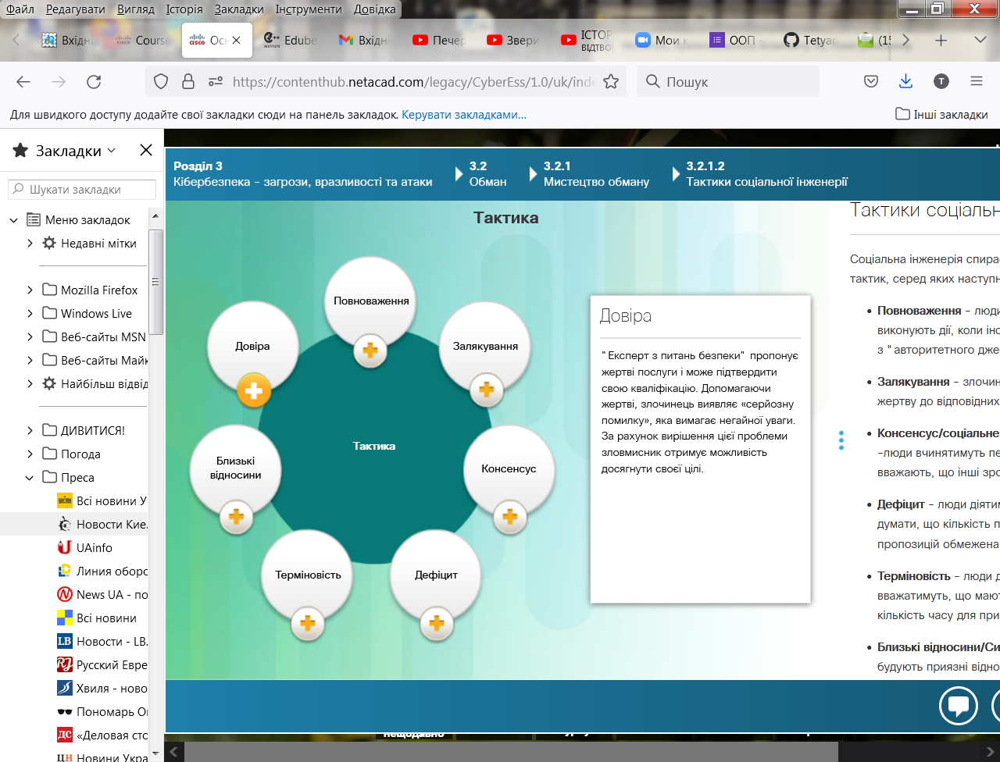 Файл Редагувати Вигляд Історія Закладки Інструменти Довідка
Вхідні Course Осн Edube Вхідні Печер Звери ІСТОР Мои к ООП - Tetyan (15
ВІДТВОР
https://contenthub.netacad.com/legacy/CyberEss/1.0/uk/inde
Пошук
Для швидкого доступу додайте свої закладки сюди на панель закладок. Керувати закладками...
Інші закладки
Закладки
Шукати закладки
Меню закладок
Недавні мітки
Mozilla Firefox
Windows Live
Веб-сайты MSN
Веб-сайты Майк
Найбільш відвід
ДИВИТИСЯ!
Погода
Преса
Всі новини У
Новости Кие.
UAinfo
Линия оборо
News UA - по
Всі новини
Новости - LB.
Русский Евре
Хвиля - ново
Пономарь О
«Деловая сто
Новини Укра
Розділ 3
Кібербезпека - загрози, вразливості та атаки
3.2
Обман
3.2.1
Мистецтво обману
3.2.1.2
Тактики соціальної інженерії
Тактика
Повноваження
Довіра
Залякування
Тактика
Близькі
відносини
Консенсус
Терміновість
Дефіцит
Довіра
"Експерт з питань безпеки" пропонує
жертві послуги і може підтвердити
свою кваліфікацію. Допомагаючи
жертві, злочинець виявляє «серйозну
помилку», яка вимагає негайної уваги.
За рахунок вирішення цієї проблеми
зловмисник отримує можливість
досягнути своєї цілі.
Тактики соціальн
Соціальна інженерія спирає
тактик, серед яких наступн
• Повноваження - люди
виконують дії, коли інс
з "авторитетного дже
• Залякування - злочин
жертву до відповідних
• Консенсус/соціальне
-люди вчинятимуть пе
вважають, що інші зро
• Дефіцит - люди діятим
думати, що кількість п
пропозицій обмежена
• Терміновість - люди д
вважатимуть, що мают
кількість часу для при
• Близькі відносини/Си
будують приязні відно
нещодавно